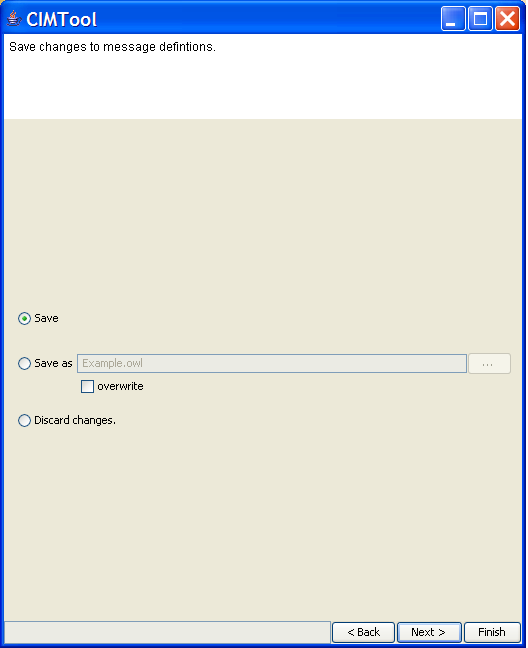 CIMTool
Save changes to message defintions.
Save
Save as Example.owl ...
overwrite
Discard changes.
< Back Next > Finish